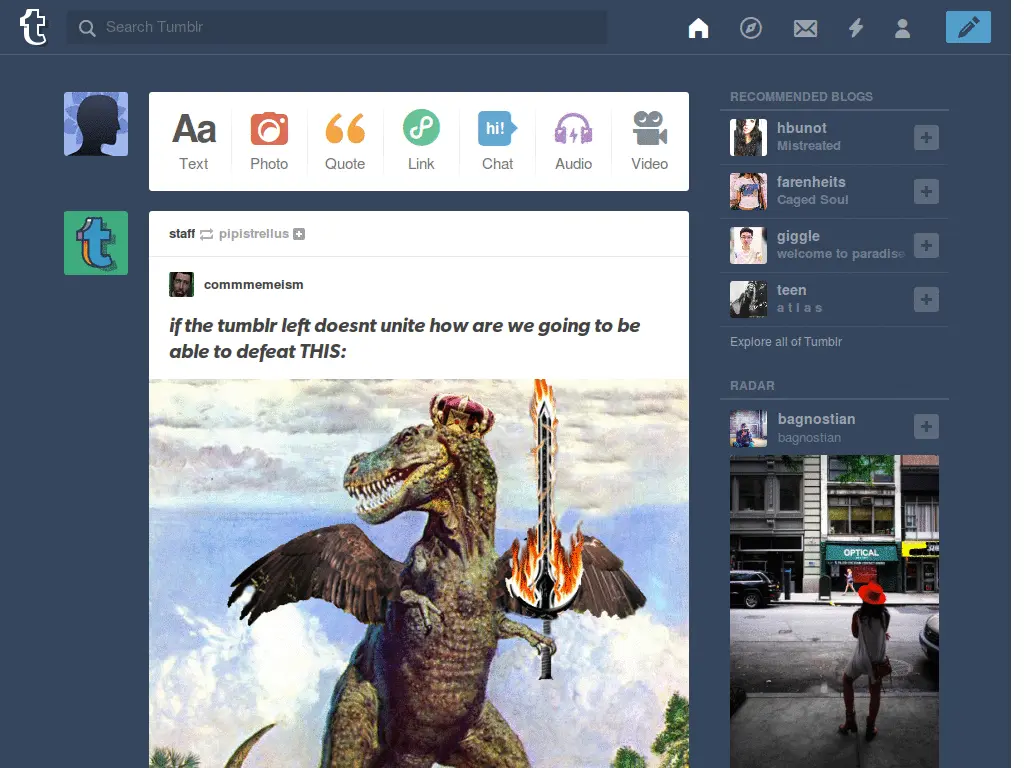 Search Tumblr
Aa
Text
Photo
Quote
Link
hi!
Chat
Audio
Video
staff pipistrellus
commmemeism
if the tumblr left doesnt unite how are we going to be
able to defeat THIS:
RECOMMENDED BLOGS
hbunot
Mistreated
farenheits
Caged Soul
giggle
welcome to paradise
teen
a t l a s
Explore all of Tumblr
RADAR
bagnostian
bagnostian
OPTICAL